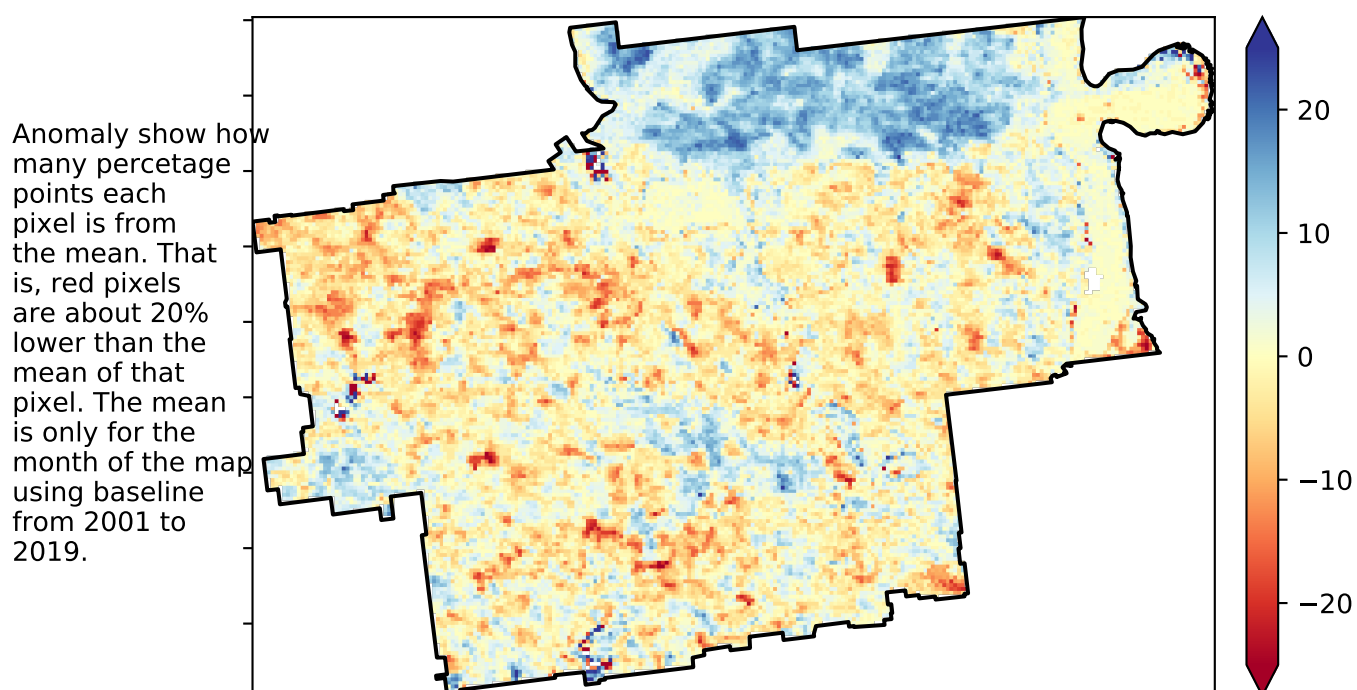 Anomaly show how
many percetage
points each
pixel is from
the mean. That
is, red pixels
are about 20%
lower than the
mean of that
pixel. The mean
is only for the
month of the map
using baseline
from 2001 to
2019.
20
10
0
−10
−20